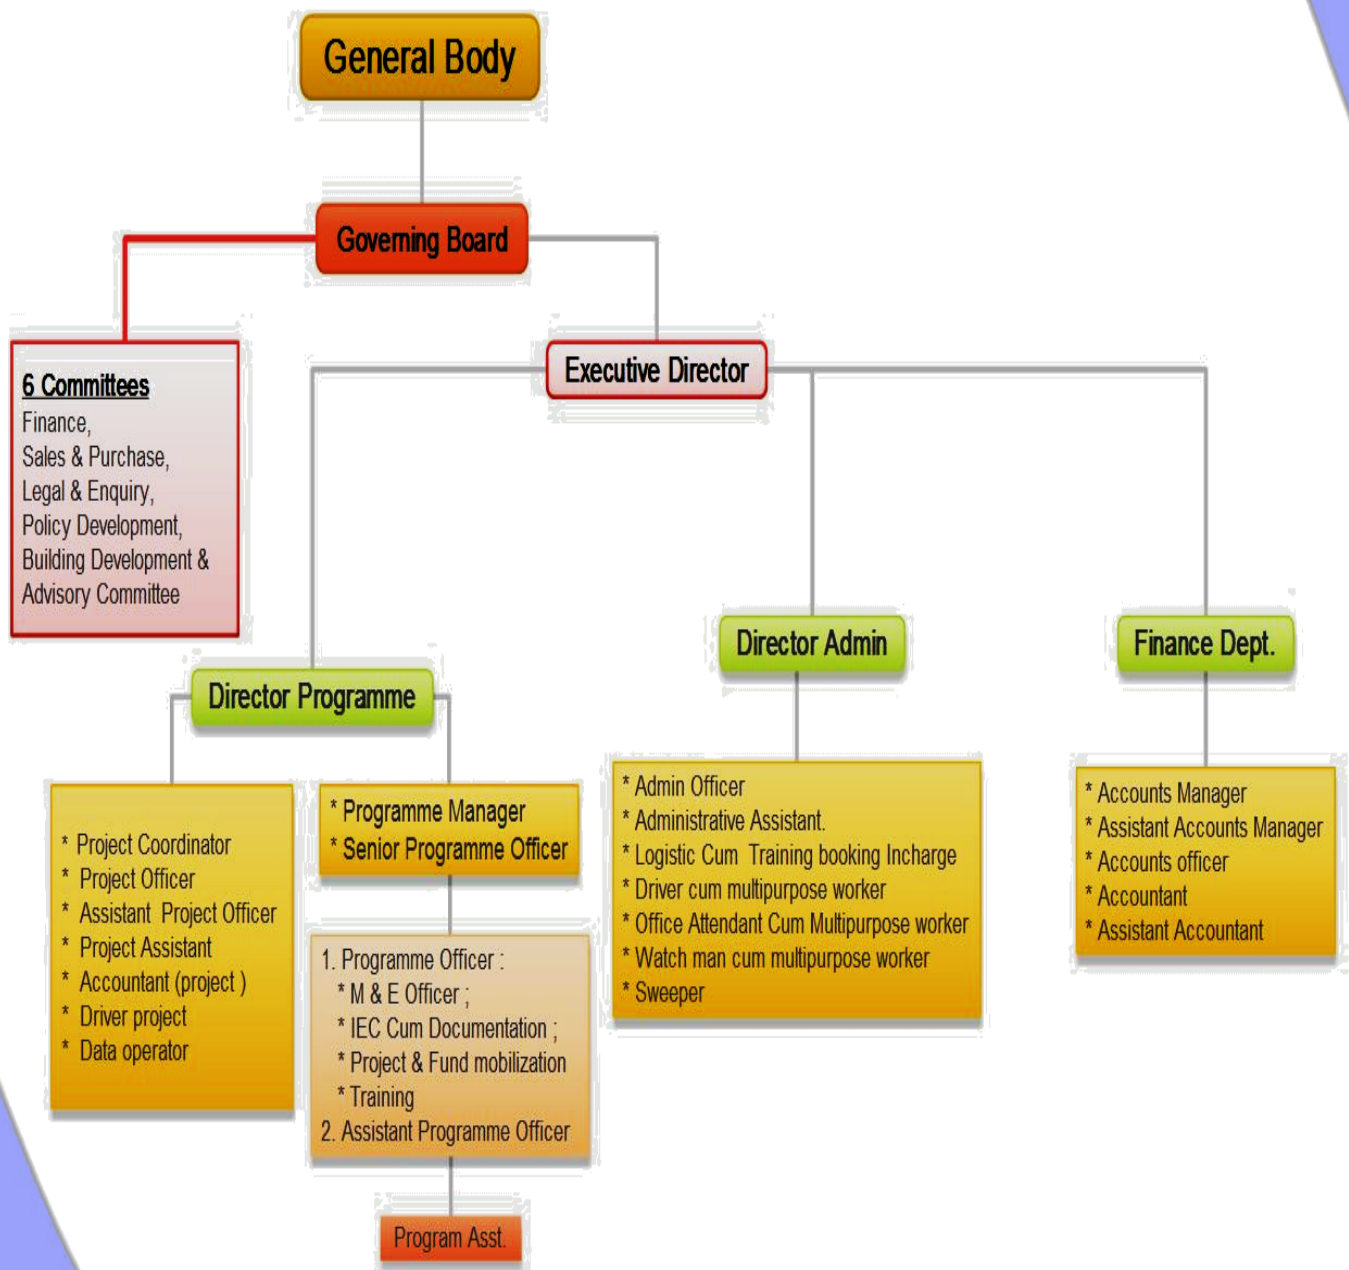 General Body
Governing Board
6 Committees
Finance,
Sales & Purchase,
Legal & Enquiry,
Policy Development,
Building Development &
Advisory Committee
Executive Director
Director Programme
Director Admin
Finance Dept.
* Project Coordinator
* Project Officer
* Assistant Project Officer
* Project Assistant
* Accountant (project )
* Driver project
* Data operator
* Programme Manager
* Senior Programme Officer
1. Programme Officer :
* M & E Officer ;
* IEC Cum Documentation ;
* Project & Fund mobilization
* Training
2. Assistant Programme Officer
Program Asst.
* Admin Officer
* Administrative Assistant.
* Logistic Cum Training booking Incharge
* Driver cum multipurpose worker
* Office Attendant Cum Multipurpose worker
* Watch man cum multipurpose worker
* Sweeper
* Accounts Manager
* Assistant Accounts Manager
* Accounts officer
* Accountant
* Assistant Accountant